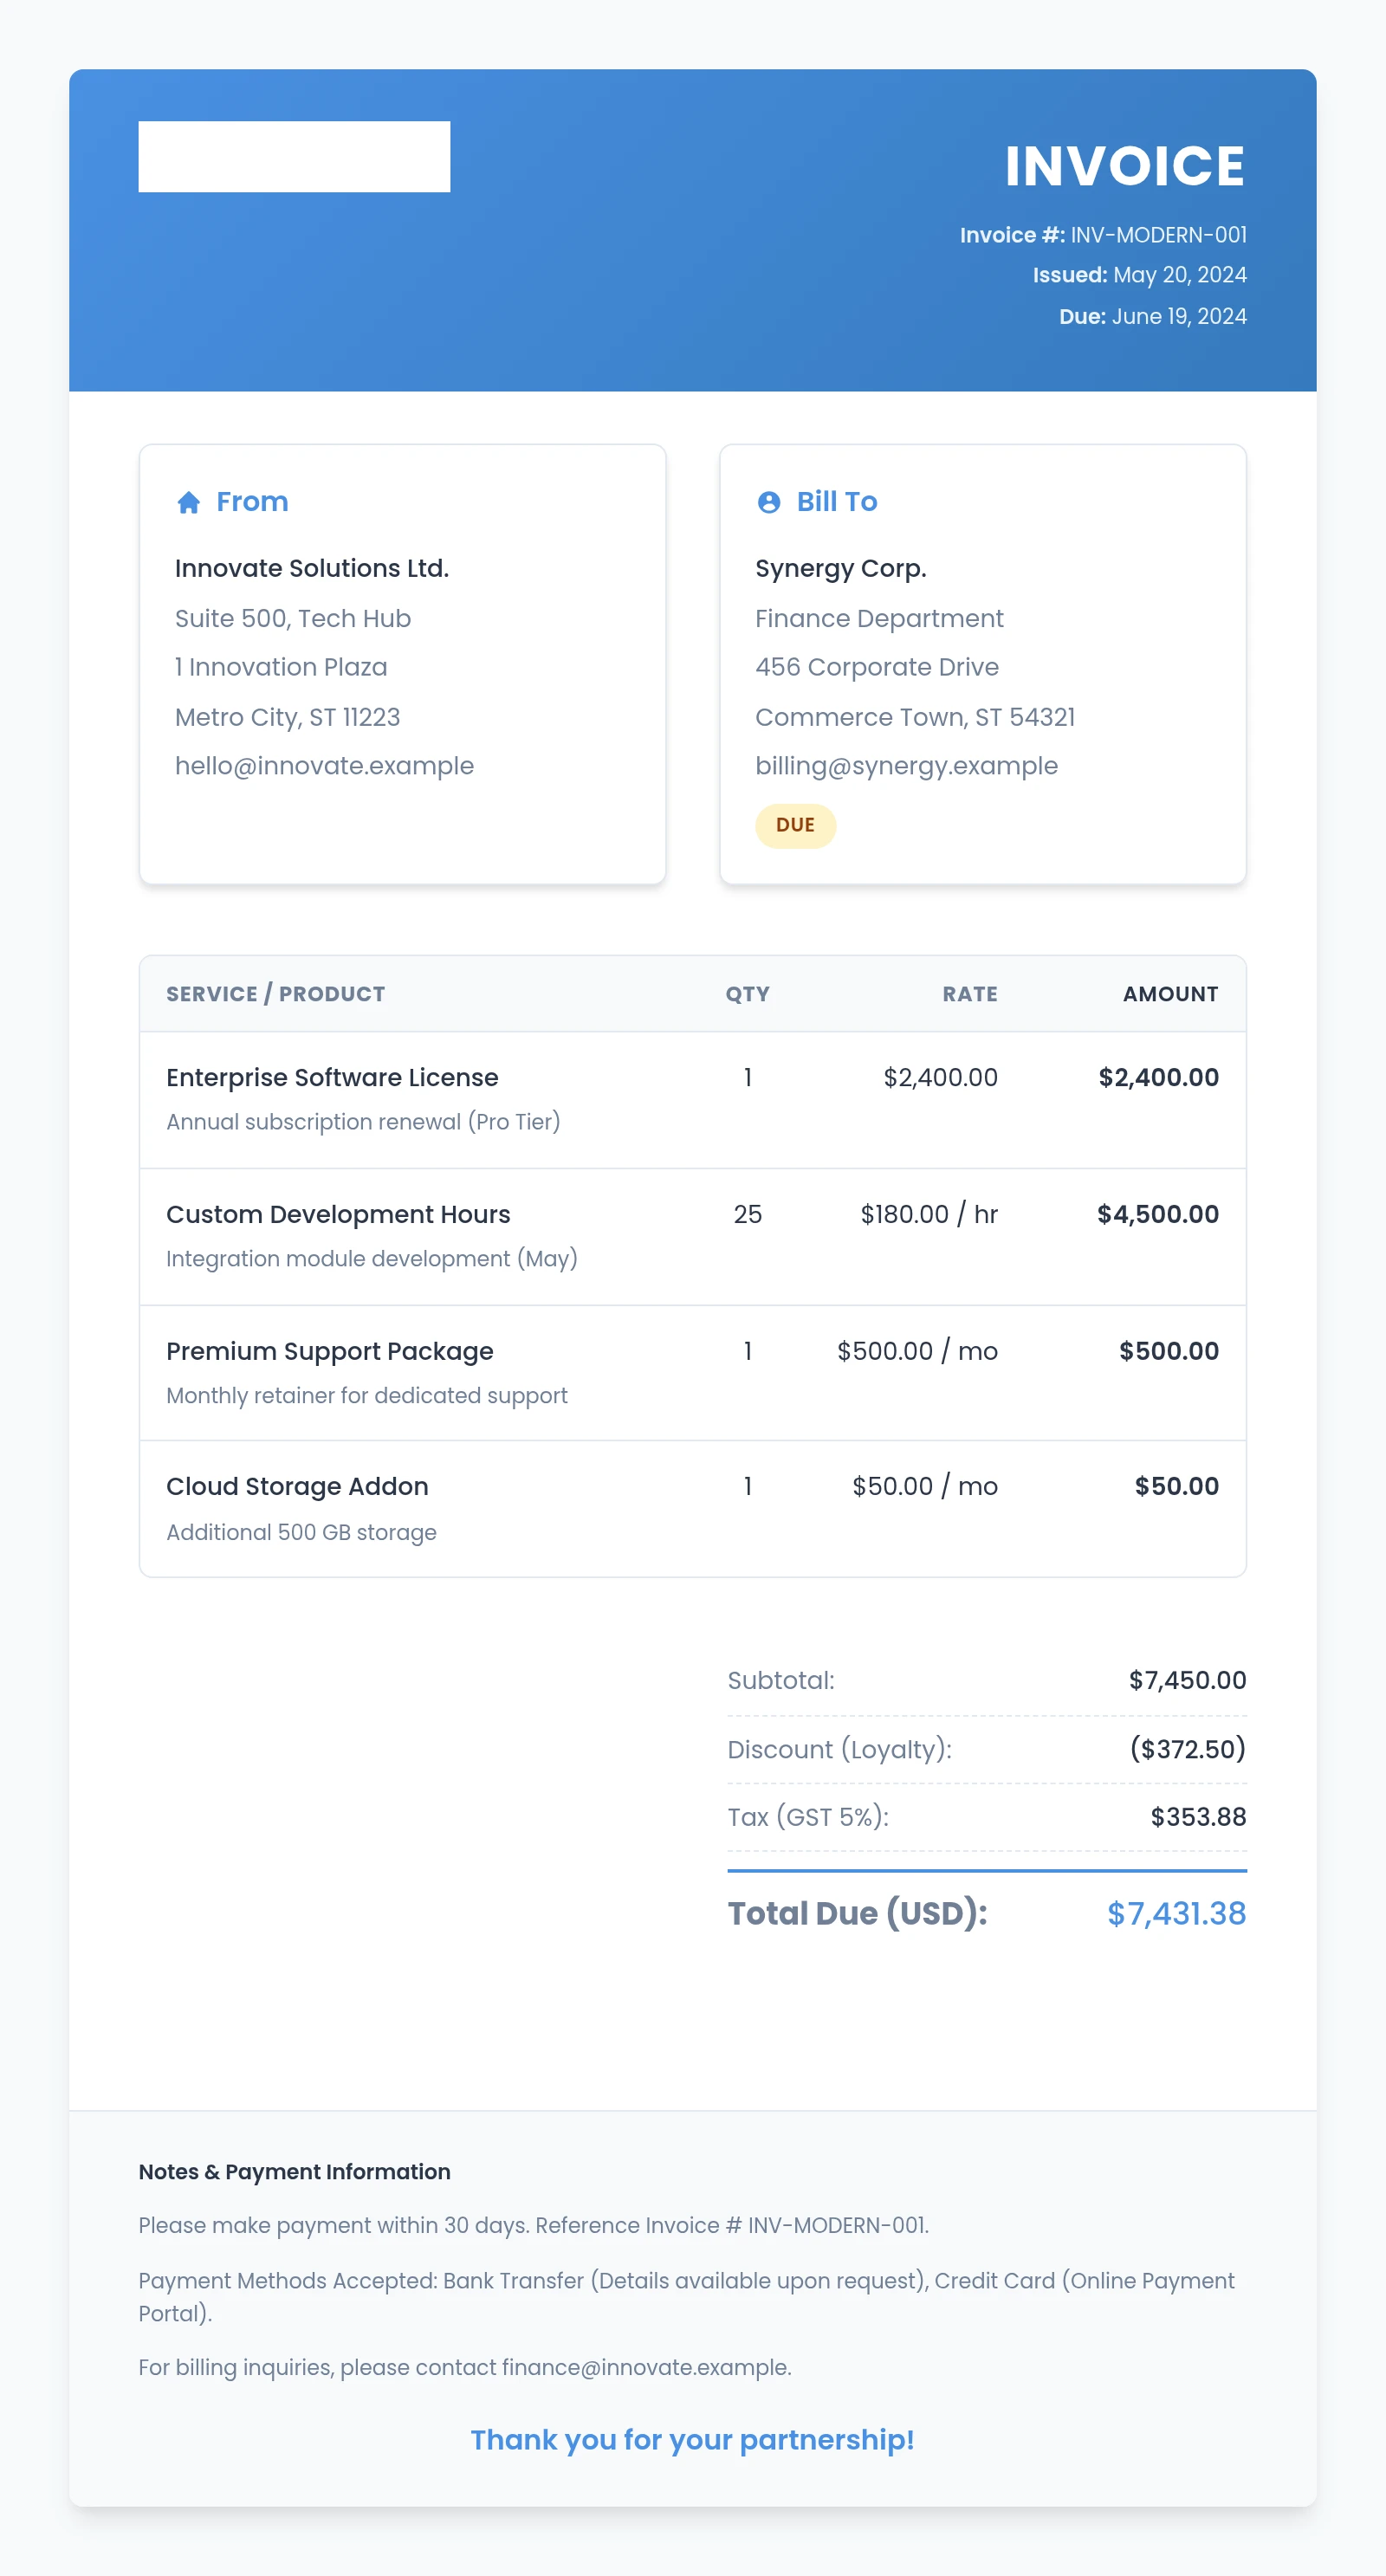 INVOICE
Invoice #: INV-MODERN-001
Issued: May 20, 2024
Due: June 19, 2024
From
Innovate Solutions Ltd.
Suite 500, Tech Hub
1 Innovation Plaza
Metro City, ST 11223
hello@innovate.example
Bill To
Synergy Corp.
Finance Department
456 Corporate Drive
Commerce Town, ST 54321
billing@synergy.example
DUE
SERVICE / PRODUCT QTY RATE AMOUNT
Enterprise Software License 1 $2,400.00 $2,400.00
Annual subscription renewal (Pro Tier)
Custom Development Hours 25 $180.00 / hr $4,500.00
Integration module development (May)
Premium Support Package 1 $500.00 / mo $500.00
Monthly retainer for dedicated support
Cloud Storage Addon 1 $50.00 / mo $50.00
Additional 500 GB storage
Subtotal: $7,450.00
Discount (Loyalty): ($372.50)
Tax (GST 5%): $353.88
Total Due (USD): $7,431.38
Notes & Payment Information
Please make payment within 30 days. Reference Invoice # INV-MODERN-001.
Payment Methods Accepted: Bank Transfer (Details available upon request), Credit Card (Online Payment
Portal).
For billing inquiries, please contact finance@innovate.example.
Thank you for your partnership!